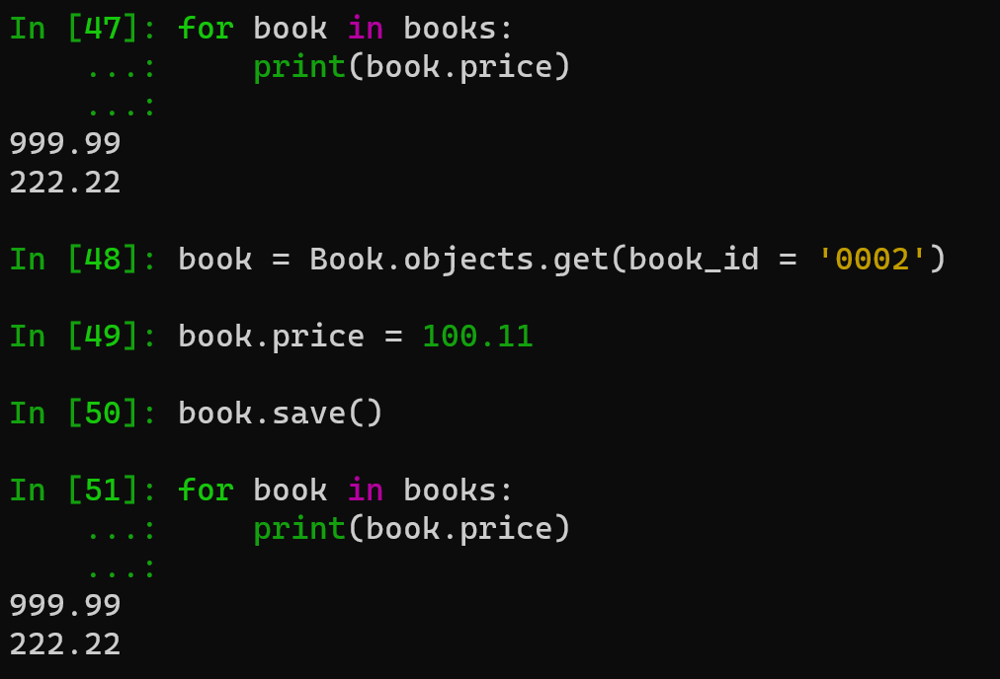 In [47]: for book in books:
    ...:     print(book.price)
    ...:
999.99
222.22
In [48]: book = Book.objects.get(book_id = '0002')
In [49]: book.price = 100.11
In [50]: book.save()
In [51]: for book in books:
    ...:     print(book.price)
    ...:
999.99
222.22